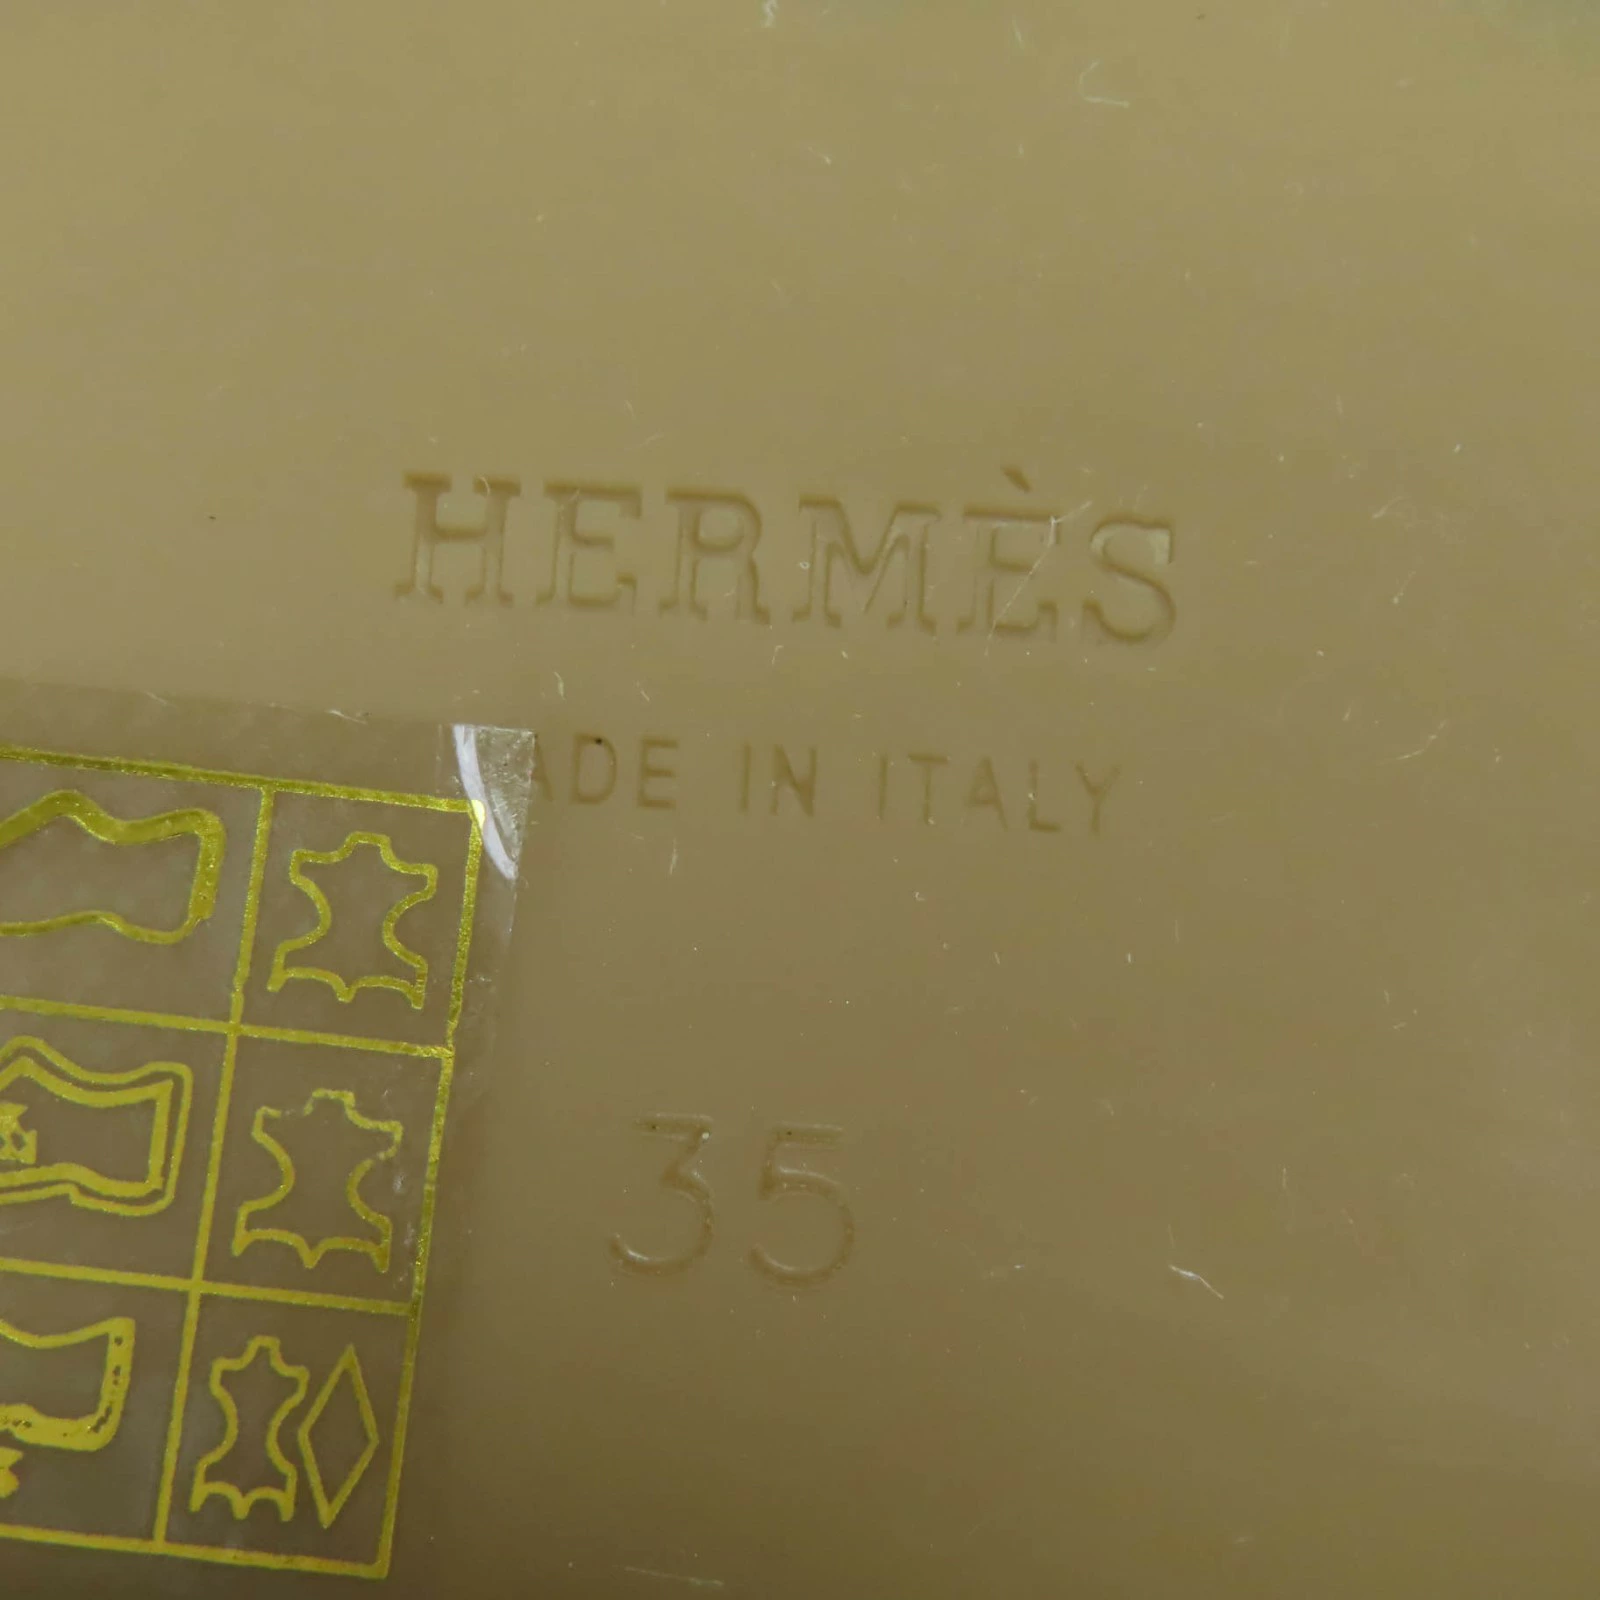 HERMÈS
ADE IN ITALY
35